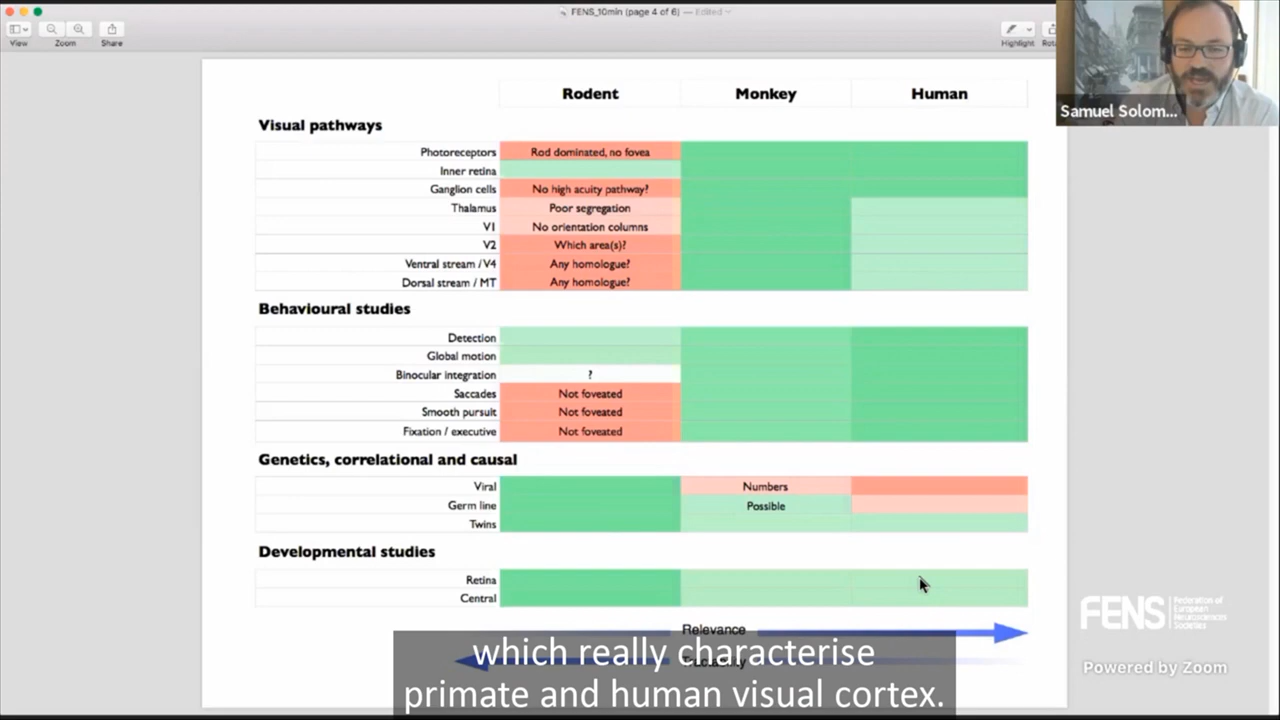 FENS_10min (page 4 of 6) — Edited
View
Zoom
Share
Highlight
Samuel Solom...
Rodent Monkey Human
Visual pathways
Photoreceptors Rod dominated, no fovea
Inner retina
Ganglion cells No high acuity pathway?
Thalamus Poor segregation
V1 No orientation columns
V2 Which area(s)?
Ventral stream / V4 Any homologue?
Dorsal stream / MT Any homologue?
Behavioural studies
Detection
Global motion
Binocular integration ?
Saccades Not foveated
Smooth pursuit Not foveated
Fixation / executive Not foveated
Genetics, correlational and causal
Viral Numbers
Germ line Possible
Twins
Developmental studies
Retina
Central
Relevance
which really characterise
primate and human visual cortex.
FENS
Federation of
European
Neuroscience
Societies
Powered by Zoom